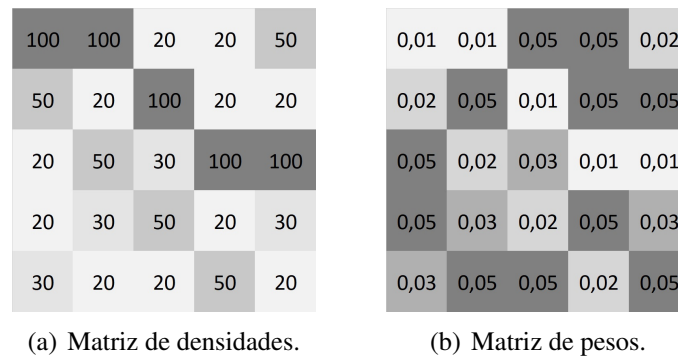 100 100 20 20 50 0,01 0,01 0,05 0,05 0,02
50 20 100 20 20 0,02 0,05 0,01 0,05 0,05
20 50 30 100 100 0,05 0,02 0,03 0,01 0,01
20 30 50 20 30 0,05 0,03 0,02 0,05 0,03
30 20 20 50 20 0,03 0,05 0,05 0,02 0,05
(a) Matriz de densidades. (b) Matriz de pesos.